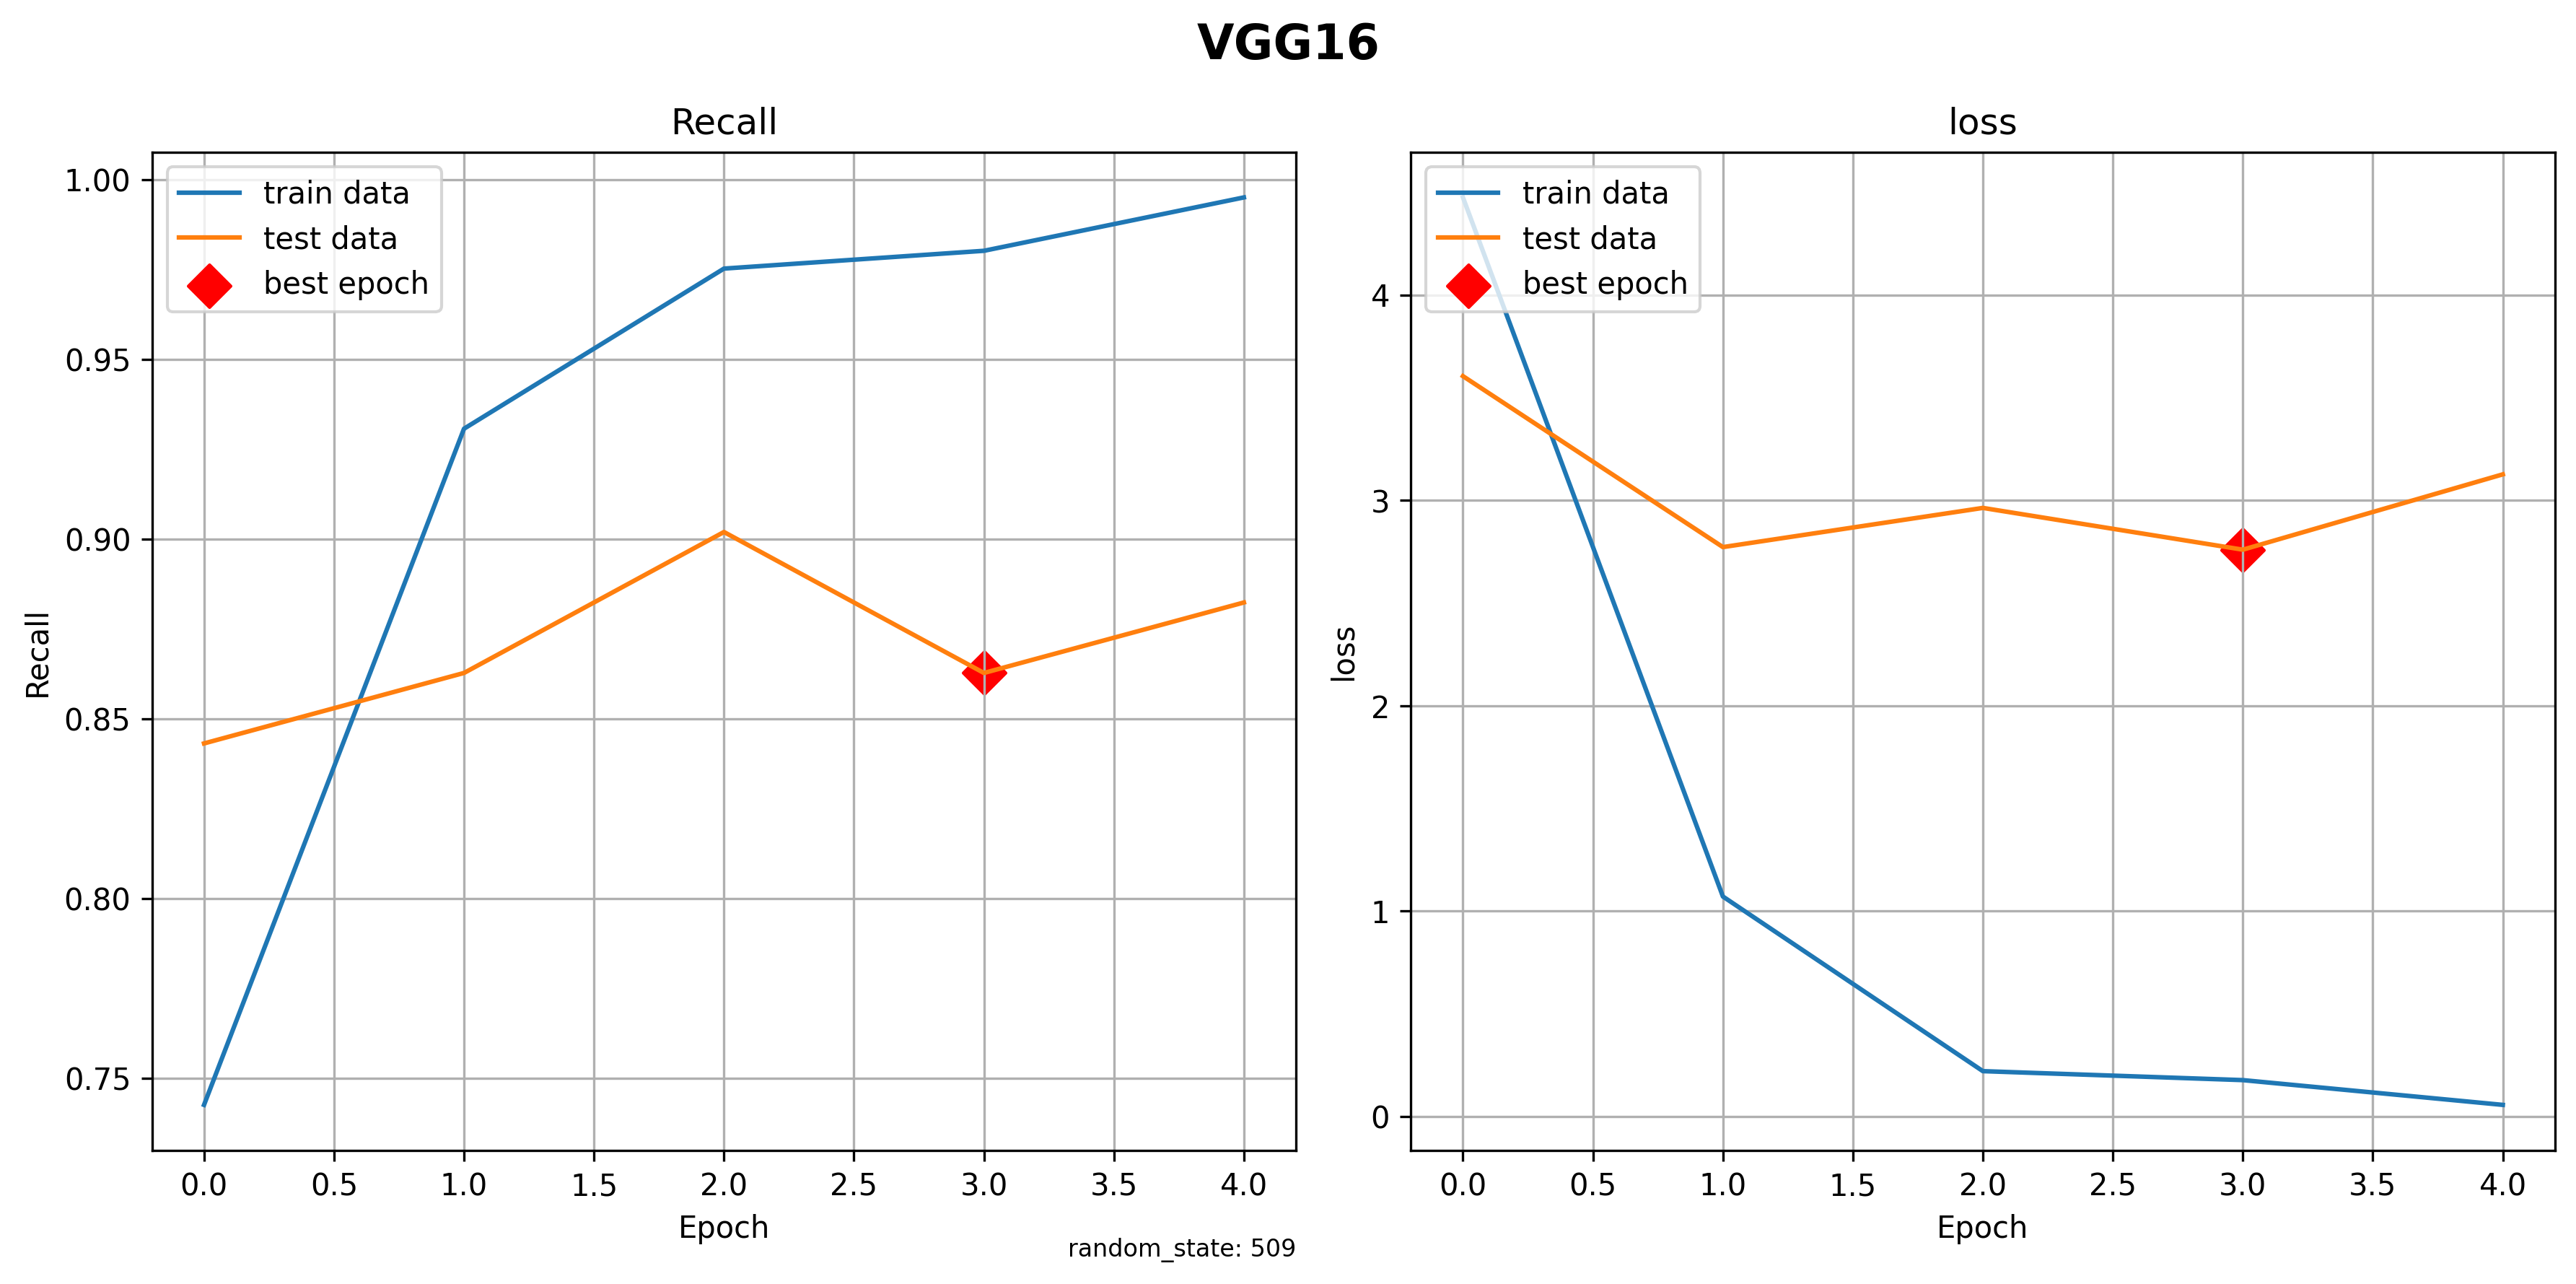 VGG16
Recall
train data
test data
best epoch
1.00
0.95
0.90
0.85
0.80
0.75
Recall
0.0 0.5 1.0 1.5 2.0 2.5 3.0 3.5 4.0
Epoch
random_state: 509
loss
train data
test data
best epoch
4
3
2
1
0
loss
0.0 0.5 1.0 1.5 2.0 2.5 3.0 3.5 4.0
Epoch